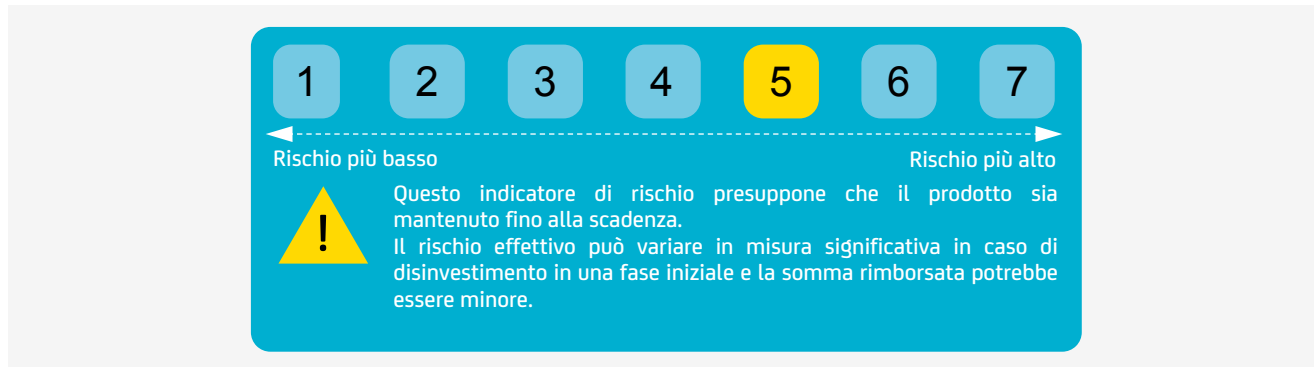 1 2 3 4 5 6 7
Rischio più basso Rischio più alto
Questo indicatore di rischio presuppone che il prodotto sia
mantenuto fino alla scadenza.
Il rischio effettivo può variare in misura significativa in caso di
disinvestimento in una fase iniziale e la somma rimborsata potrebbe
essere minore.
!